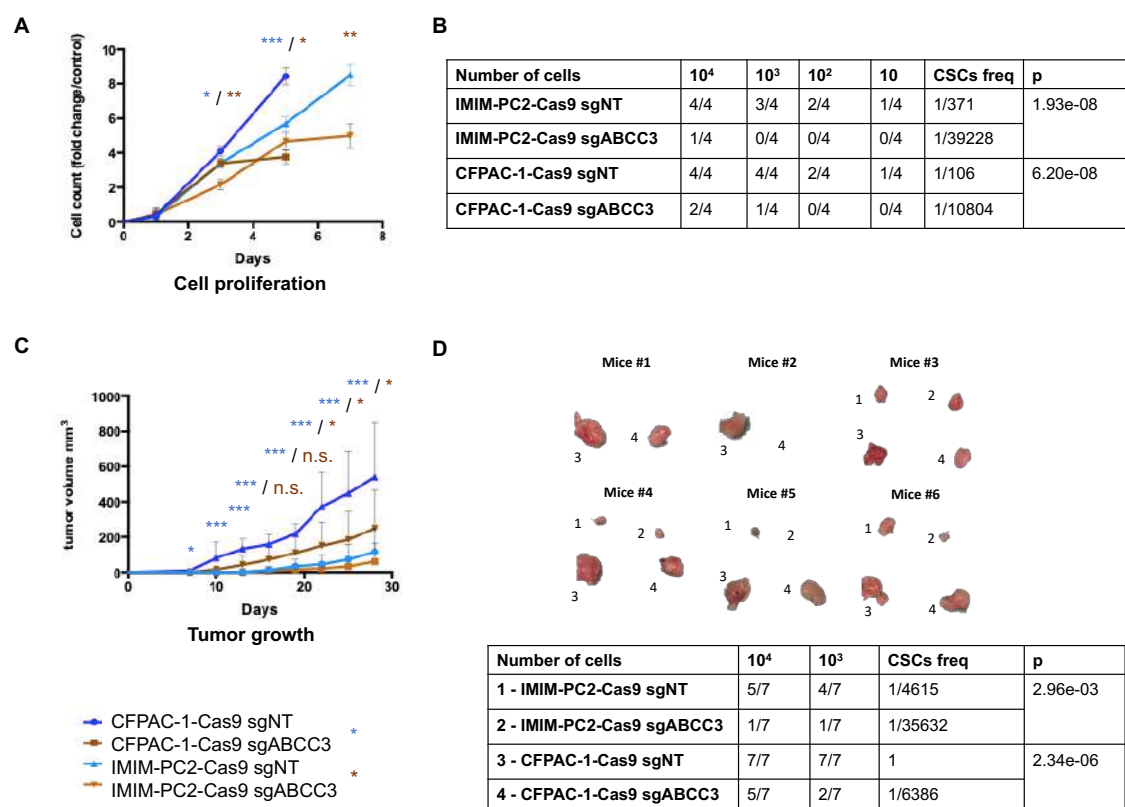 A
Cell count (fold change/control)
10
8
6
4
2
0
0 2 4 6 8
Days
* / **
*** / *
**
Cell proliferation
B
Number of cells 10⁴ 10³ 10² 10 CSCs freq p
IMIM-PC2-Cas9 sgNT 4/4 3/4 2/4 1/4 1/371 1.93e-08
IMIM-PC2-Cas9 sgABCC3 1/4 0/4 0/4 0/4 1/39228
CFPAC-1-Cas9 sgNT 4/4 4/4 2/4 1/4 1/106 6.20e-08
CFPAC-1-Cas9 sgABCC3 2/4 1/4 0/4 0/4 1/10804
C
tumor volume mm³
1000
800
600
400
200
0
0 10 20 30
Days
*** / *
*** / *
*** / *
*** / n.s.
*** / n.s.
***
***
*
Tumor growth
CFPAC-1-Cas9 sgNT
*
CFPAC-1-Cas9 sgABCC3
IMIM-PC2-Cas9 sgNT
*
IMIM-PC2-Cas9 sgABCC3
D
Mice #1 Mice #2 Mice #3
1 2
3 4 3 4 3 4
Mice #4 Mice #5 Mice #6
1 2 1 2 1 2
3 4 3 4 3 4
Number of cells 10⁴ 10³ CSCs freq p
1 - IMIM-PC2-Cas9 sgNT 5/7 4/7 1/4615 2.96e-03
2 - IMIM-PC2-Cas9 sgABCC3 1/7 1/7 1/35632
3 - CFPAC-1-Cas9 sgNT 7/7 7/7 1 2.34e-06
4 - CFPAC-1-Cas9 sgABCC3 5/7 2/7 1/6386